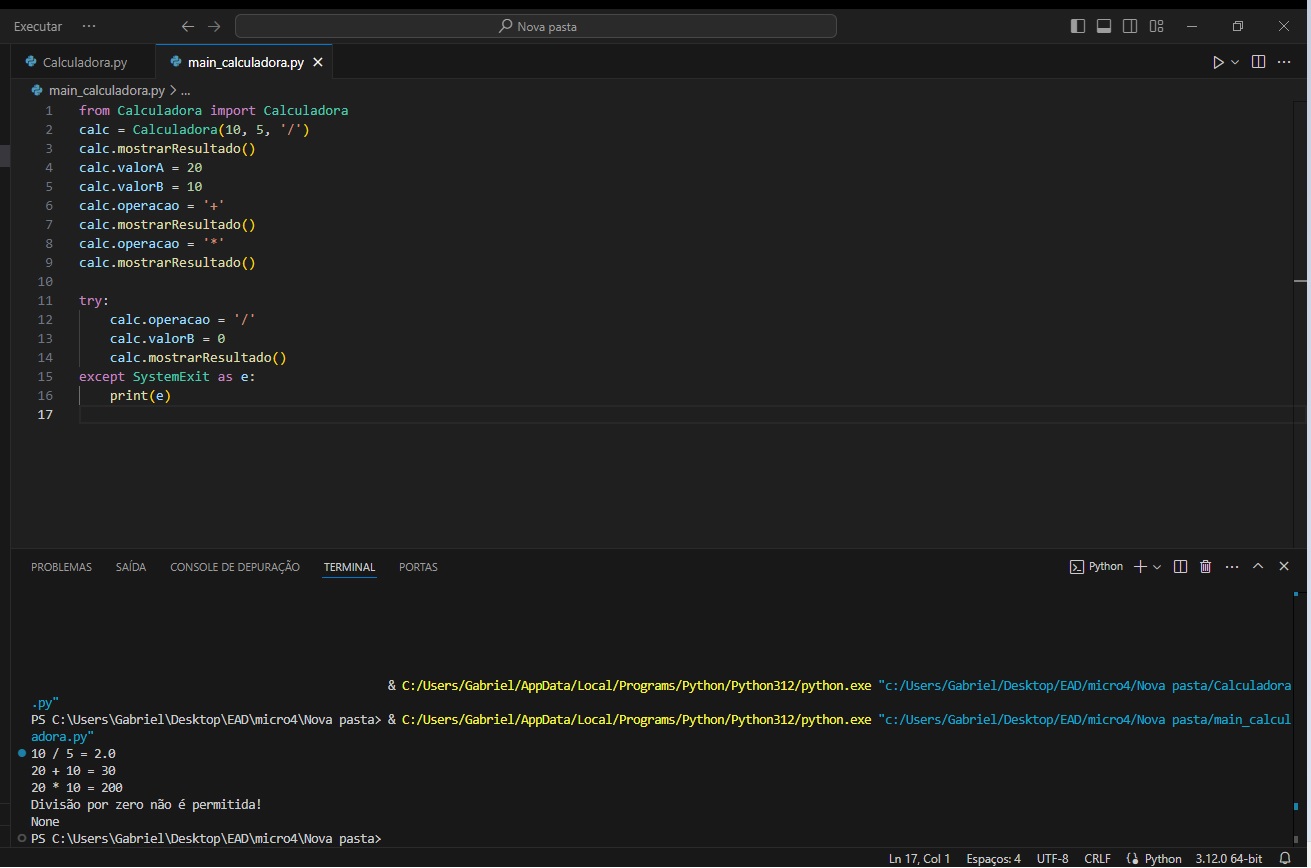 Executar ···
Nova pasta
Calculadora.py
main_calculadora.py
main_calculadora.py > ...
1 from Calculadora import Calculadora
2 calc = Calculadora(10, 5, '/')
3 calc.mostrarResultado()
4 calc.valorA = 20
5 calc.valorB = 10
6 calc.operacao = '+'
7 calc.mostrarResultado()
8 calc.operacao = '*'
9 calc.mostrarResultado()
10
11 try:
12     calc.operacao = '/'
13     calc.valorB = 0
14     calc.mostrarResultado()
15 except SystemExit as e:
16     print(e)
17
PROBLEMAS SAÍDA CONSOLE DE DEPURAÇÃO TERMINAL PORTAS
Python
& C:/Users/Gabriel/AppData/Local/Programs/Python/Python312/python.exe "c:/Users/Gabriel/Desktop/EAD/micro4/Nova pasta/Calculadora
.py"
PS C:\Users\Gabriel\Desktop\EAD\micro4\Nova pasta> & C:/Users/Gabriel/AppData/Local/Programs/Python/Python312/python.exe "c:/Users/Gabriel/Desktop/EAD/micro4/Nova pasta/main_calcul
adora.py"
10 / 5 = 2.0
20 + 10 = 30
20 * 10 = 200
Divisão por zero não é permitida!
None
PS C:\Users\Gabriel\Desktop\EAD\micro4\Nova pasta>
Ln 17, Col 1 Espaços: 4 UTF-8 CRLF Python 3.12.0 64-bit